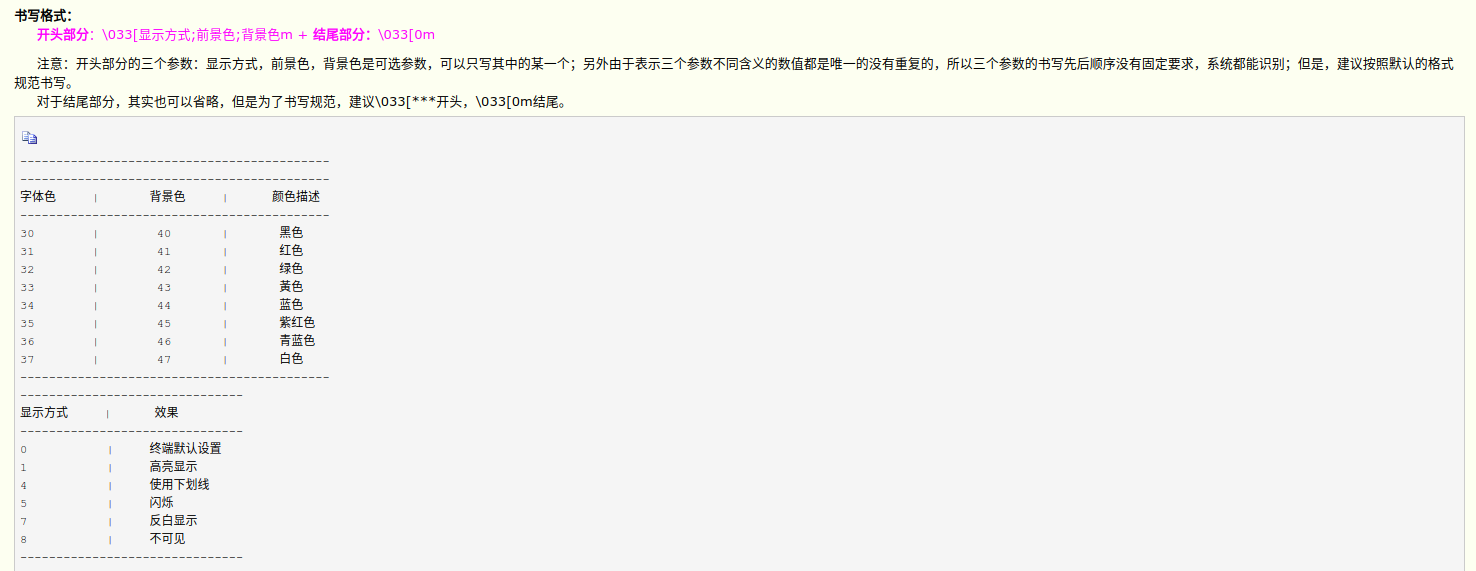 书写格式：
开头部分：\033[显示方式;前景色;背景色m + 结尾部分：\033[0m
注意：开头部分的三个参数：显示方式，前景色，背景色是可选参数，可以只写其中的某一个；另外由于表示三个参数不同含义的数值都是唯一的没有重复的，所以三个参数的书写先后顺序没有固定要求，系统都能识别；但是，建议按照默认的格式
规范书写。
对于结尾部分，其实也可以省略，但是为了书写规范，建议\033[***开头，\033[0m结尾。
-------------------------------------------
-------------------------------------------
字体色 | 背景色 | 颜色描述
-------------------------------------------
30 | 40 | 黑色
31 | 41 | 红色
32 | 42 | 绿色
33 | 43 | 黃色
34 | 44 | 蓝色
35 | 45 | 紫红色
36 | 46 | 青蓝色
37 | 47 | 白色
-------------------------------------------
-------------------------------
显示方式 | 效果
-------------------------------
0 | 终端默认设置
1 | 高亮显示
4 | 使用下划线
5 | 闪烁
7 | 反白显示
8 | 不可见
-------------------------------